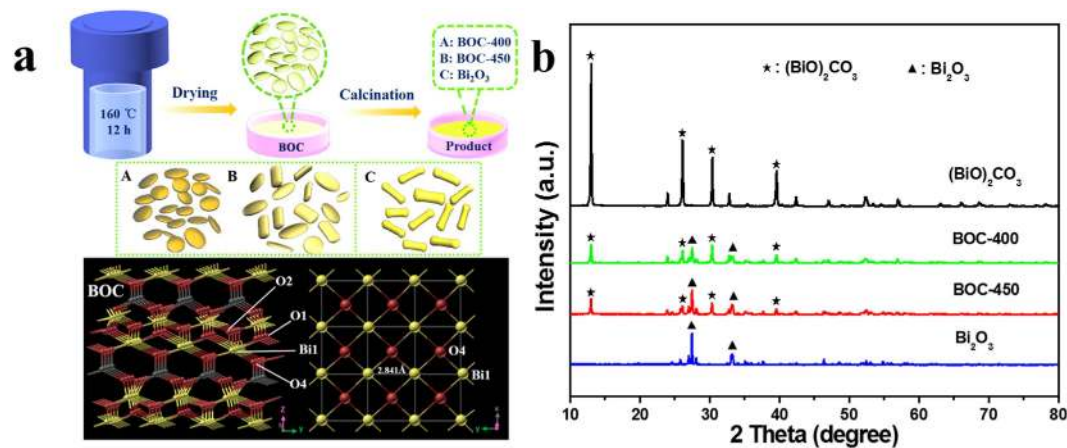 a
160 ℃
12 h
Drying
BOC
Calcination
A: BOC-400
B: BOC-450
C: Bi₂O₃
Product
A
B
C
BOC
O2
O1
Bi1
O4
2.841Å
O4
Bi1
Z
Y
Y
b
★: (BiO)₂CO₃ ▲: Bi₂O₃
(BiO)₂CO₃
BOC-400
BOC-450
Bi₂O₃
Intensity (a.u.)
10 20 30 40 50 60 70 80
2 Theta (degree)